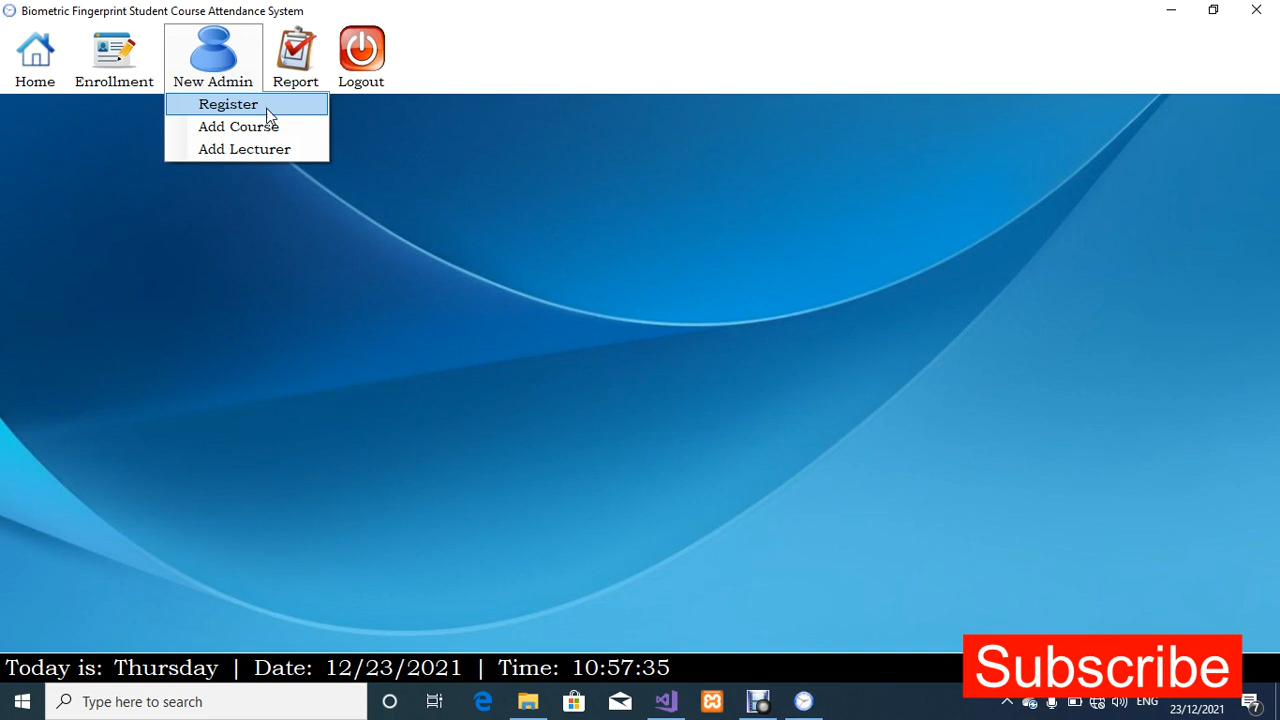 Biometric Fingerprint Student Course Attendance System
Home Enrollment New Admin Report Logout
Register
Add Course
Add Lecturer
Today is: Thursday | Date: 12/23/2021 | Time: 10:57:35
Subscribe
Type here to search
ENG
23/12/2021
7